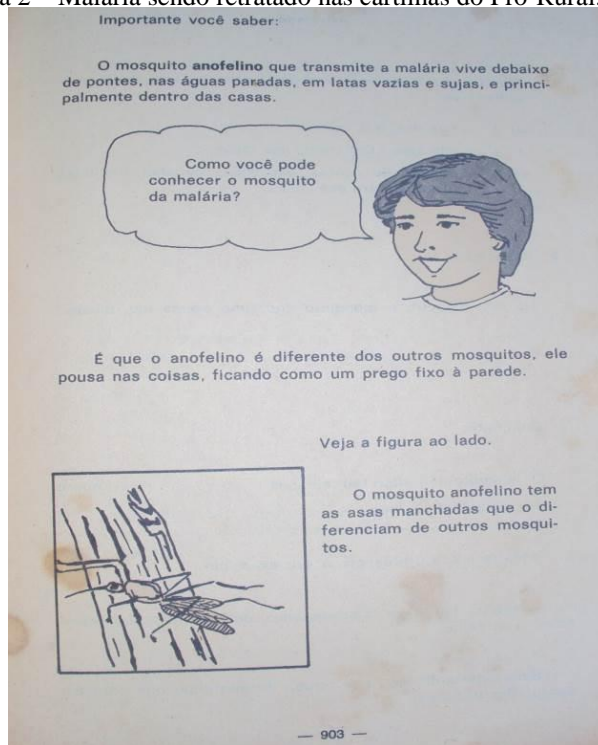 a 2 – Malária sendo retratado nas cartilhas do Pró-Rural.
Importante você saber:
O mosquito anofelino que transmite a malária vive debaixo
de pontes, nas águas paradas, em latas vazias e sujas, e princi-
palmente dentro das casas.
Como você pode
conhecer o mosquito
da malária?
É que o anofelino é diferente dos outros mosquitos, ele
pousa nas coisas, ficando como um prego fixo à parede.
Veja a figura ao lado.
O mosquito anofelino tem
as asas manchadas que o di-
ferenciam de outros mosqui-
tos.
— 903 —